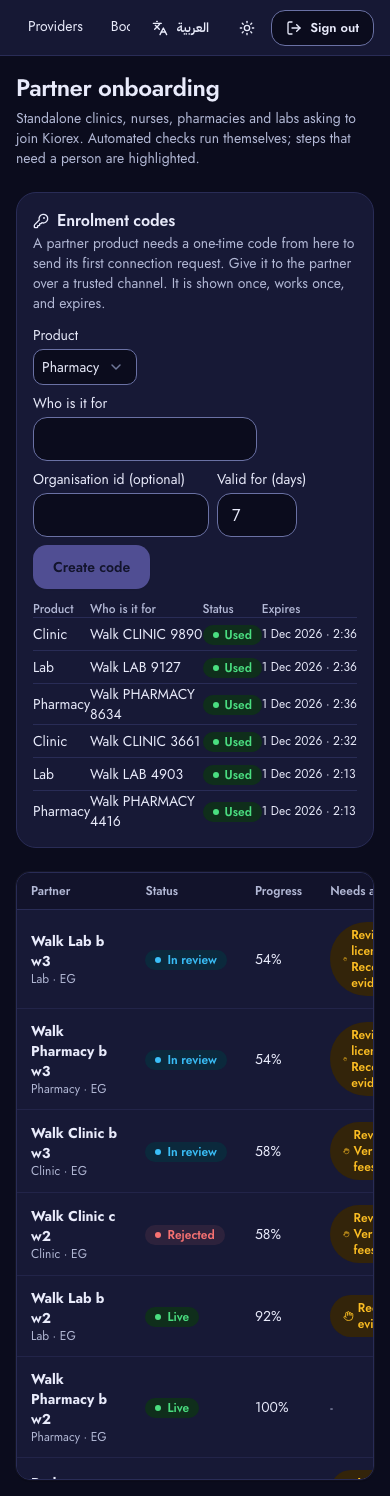 Providers
العربية
Sign out
Partner onboarding
Standalone clinics, nurses, pharmacies and labs asking to
join Kiorex. Automated checks run themselves; steps that
need a person are highlighted.
Enrolment codes
A partner product needs a one-time code from here to
send its first connection request. Give it to the partner
over a trusted channel. It is shown once, works once,
and expires.
Product
Pharmacy
Who is it for
Organisation id (optional) Valid for (days)
7
Create code
Product Who is it for Status Expires
Clinic Walk CLINIC 9890 Used 1 Dec 2026 · 2:36
Lab Walk LAB 9127 Used 1 Dec 2026 · 2:36
Pharmacy Walk PHARMACY 8634 Used 1 Dec 2026 · 2:36
Clinic Walk CLINIC 3661 Used 1 Dec 2026 · 2:32
Lab Walk LAB 4903 Used 1 Dec 2026 · 2:13
Pharmacy Walk PHARMACY 4416 Used 1 Dec 2026 · 2:13
Partner Status Progress Needs
Walk Lab b
w3
Lab · EG
In review 54%
Walk
Pharmacy b
w3
Pharmacy · EG
In review 54%
Walk Clinic b
w3
Clinic · EG
In review 58%
fees
Walk Clinic c
w2
Clinic · EG
Rejected 58%
fees
Walk Lab b
w2
Lab · EG
Live 92%
Walk
Pharmacy b
w2
Pharmacy · EG
Live 100% -